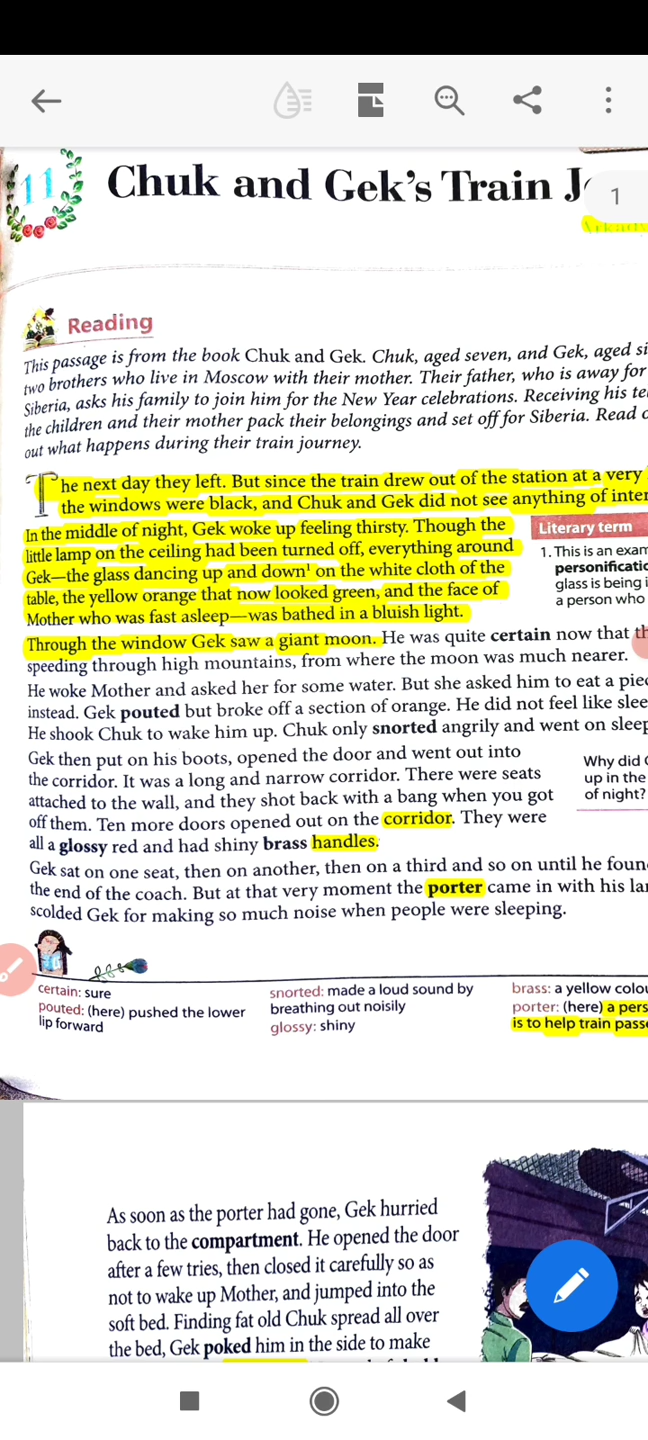 11
Chuk and Gek's Train
1
Reading
This passage is from the book Chuk and Gek. Chuk, aged seven, and Gek, aged
two brothers who live in Moscow with their mother. Their father, who is away for
Siberia, asks his family to join him for the New Year celebrations. Receiving his
the children and their mother pack their belongings and set off for Siberia. Read
out what happens during their train journey.
The next day they left. But since the train drew out of the station at a very
the windows were black, and Chuk and Gek did not see anything of
In the middle of night, Gek woke up feeling thirsty. Though the
little lamp on the ceiling had been turned off, everything around
Gek—the glass dancing up and down¹ on the white cloth of the
table, the yellow orange that now looked green, and the face of
Mother who was fast asleep—was bathed in a bluish light.
Literary term
1. This is an
glass is being
a person who
Through the window Gek saw a giant moon. He was quite certain now that
speeding through high mountains, from where the moon was much nearer.
He woke Mother and asked her for some water. But she asked him to eat a
instead. Gek pouted but broke off a section of orange. He did not feel like
He shook Chuk to wake him up. Chuk only snorted angrily and went on
Gek then put on his boots, opened the door and went out into
the corridor. It was a long and narrow corridor. There were seats
attached to the wall, and they shot back with a bang when you got
off them. Ten more doors opened out on the corridor. They were
all a glossy red and had shiny brass handles.
Why did
up in the
of night?
Gek sat on one seat, then on another, then on a third and so on until he
the end of the coach. But at that very moment the porter came in with his
scolded Gek for making so much noise when people were sleeping.
certain: sure
pouted: (here) pushed the lower
lip forward
snorted: made a loud sound by
breathing out noisily
glossy: shiny
brass: a yellow
porter: (here) a
is to help train
As soon as the porter had gone, Gek hurried
back to the compartment. He opened the door
after a few tries, then closed it carefully so as
not to wake up Mother, and jumped into the
soft bed. Finding fat old Chuk spread all over
the bed, Gek poked him in the side to make